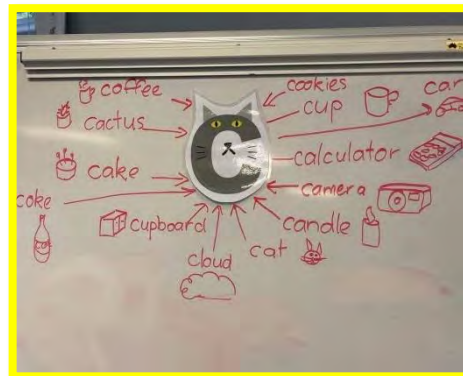 coffee
cookies
car
cactus
cup
c
calculator
cake
camera
coke
cupboard
candle
cat
cloud